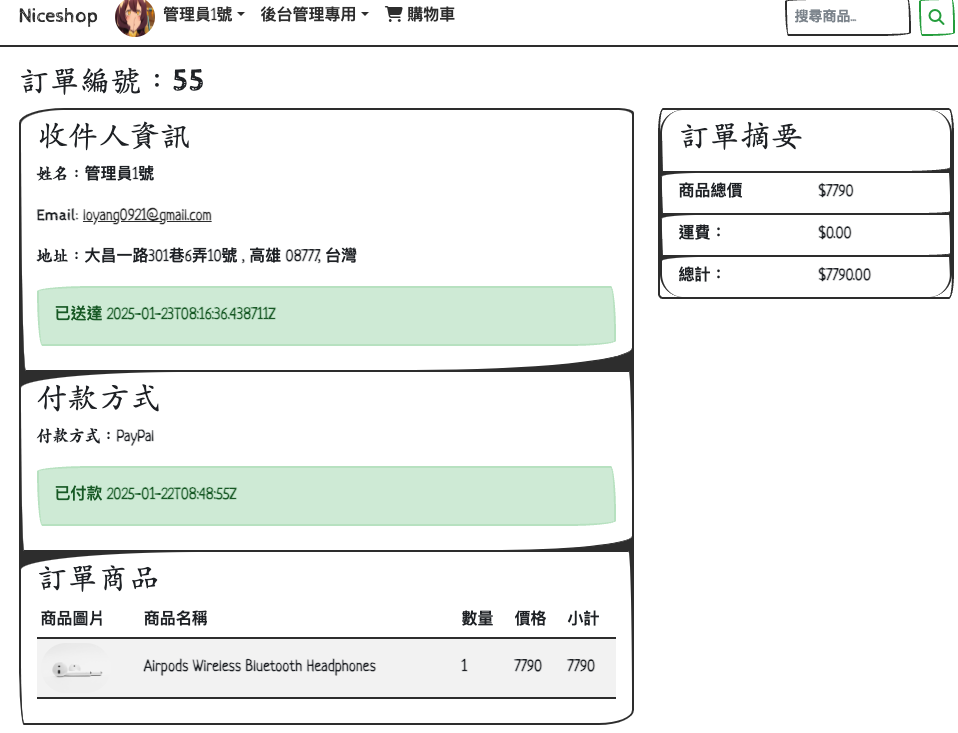 Niceshop 管理員1號 後台管理專用 購物車 搜尋商品...
訂單編號：55
收件人資訊
姓名：管理員1號
Email: loyang0921@gmail.com
地址：大昌一路301巷6弄10號 , 高雄 08777, 台灣
已送達 2025-01-23T08:16:36.438711Z
付款方式
付款方式：PayPal
已付款 2025-01-22T08:48:55Z
訂單商品
商品圖片 商品名稱 數量 價格 小計
Airpods Wireless Bluetooth Headphones 1 7790 7790
訂單摘要
商品總價 $7790
運費： $0.00
總計： $7790.00